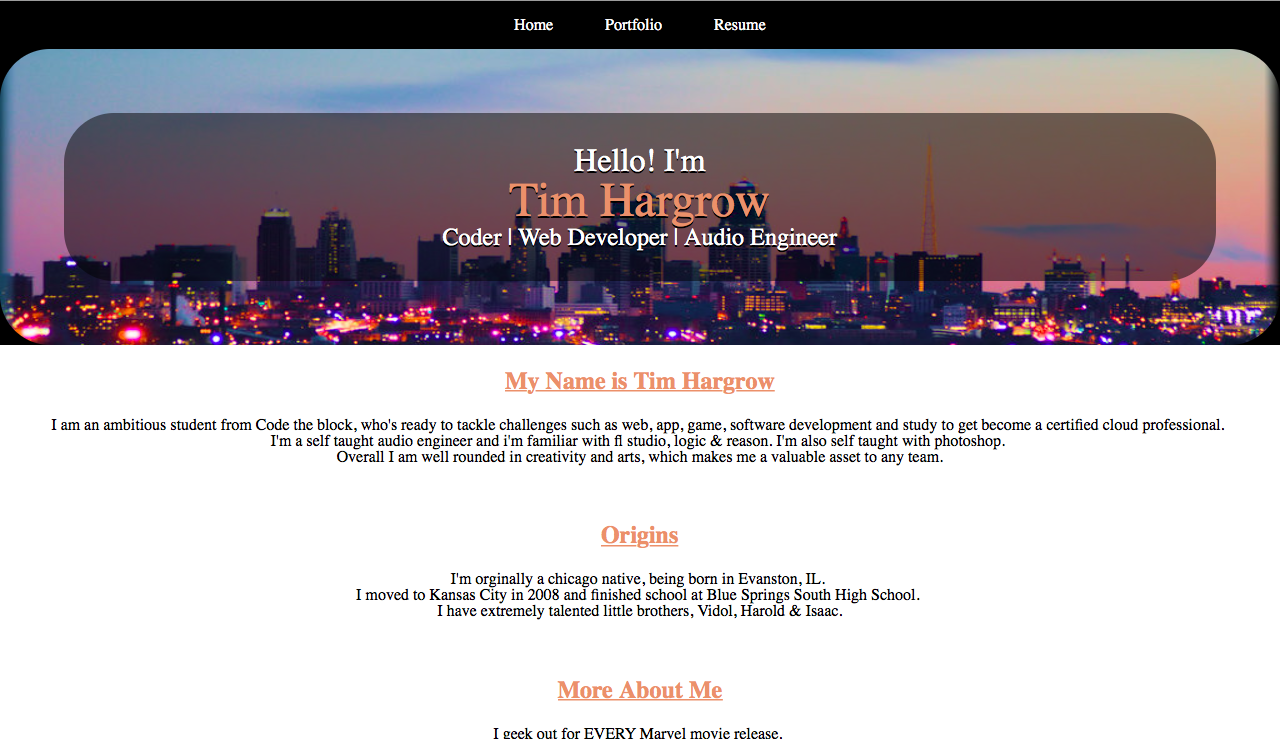 Home Portfolio Resume
Hello! I'm
Tim Hargrow
Coder | Web Developer | Audio Engineer
My Name is Tim Hargrow
I am an ambitious student from Code the block, who's ready to tackle challenges such as web, app, game, software development and study to get become a certified cloud professional.
I'm a self taught audio engineer and i'm familiar with fl studio, logic & reason. I'm also self taught with photoshop.
Overall I am well rounded in creativity and arts, which makes me a valuable asset to any team.
Origins
I'm orginally a chicago native, being born in Evanston, IL.
I moved to Kansas City in 2008 and finished school at Blue Springs South High School.
I have extremely talented little brothers, Vidol, Harold & Isaac.
More About Me
I geek out for EVERY Marvel movie release.